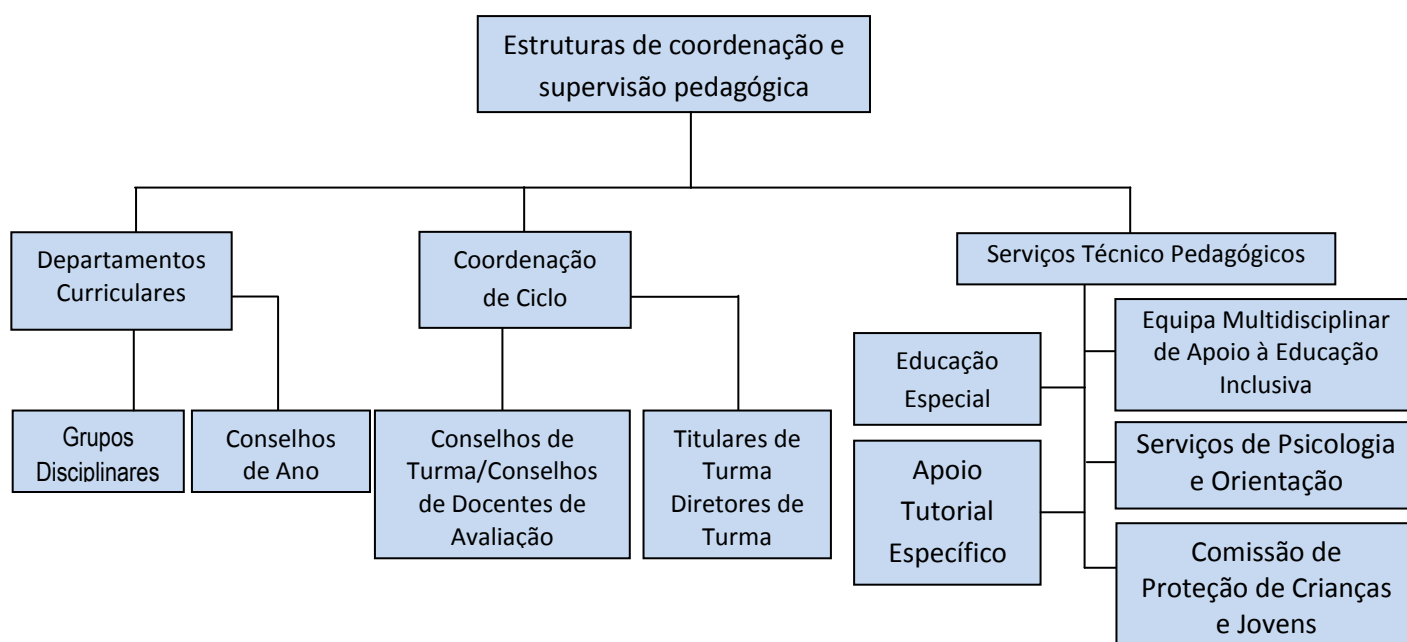 Estruturas de coordenação e
supervisão pedagógica
Departamentos
Curriculares
Coordenação
de Ciclo
Serviços Técnico Pedagógicos
Grupos
Disciplinares
Conselhos
de Ano
Conselhos de
Turma/Conselhos
de Docentes de
Avaliação
Titulares de
Turma
Diretores de
Turma
Educação
Especial
Apoio
Tutorial
Específico
Equipa Multidisciplinar
de Apoio à Educação
Inclusiva
Serviços de Psicologia
e Orientação
Comissão de
Proteção de Crianças
e Jovens